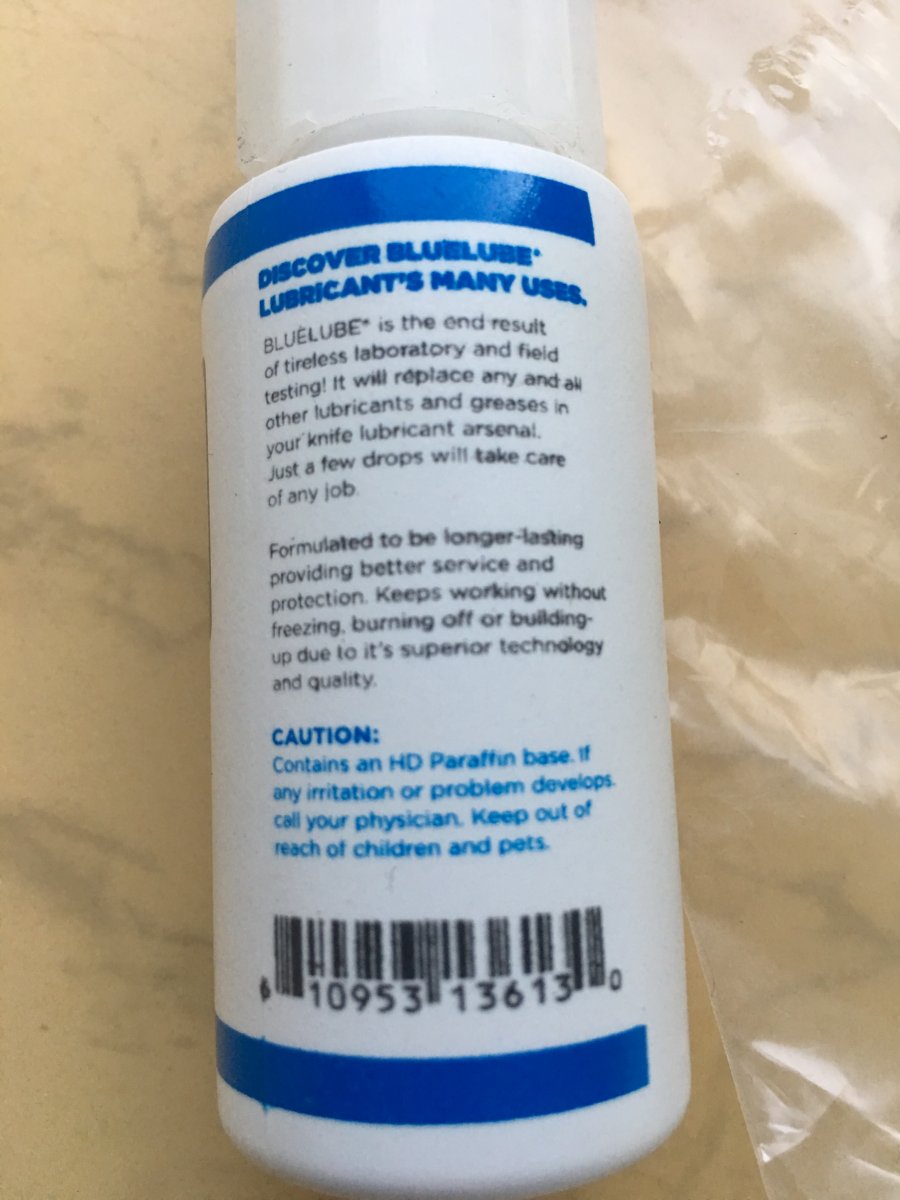 DISCOVER BLUELUBE®
LUBRICANT'S MANY USES.
BLUELUBE® is the end result
of tireless laboratory and field
testing! It will replace any and all
other lubricants and greases in
your knife lubricant arsenal.
Just a few drops will take care
of any job.
Formulated to be longer-lasting
providing better service and
protection. Keeps working without
freezing, burning off or building-
up due to it's superior technology
and quality.
CAUTION:
Contains an HD Paraffin base. If
any irritation or problem develops.
call your physician. Keep out of
reach of children and pets.
6 10953 13613 0